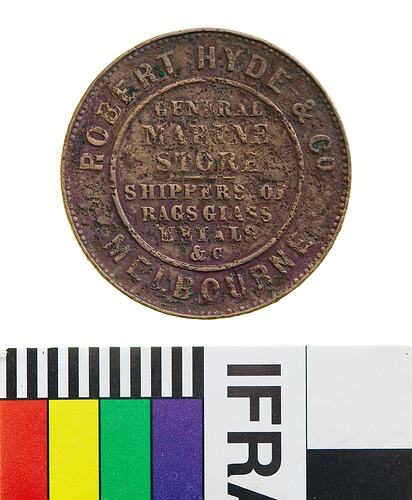 ROBERT HYDE & Co
GENERAL
MARINE
STORE
SHIPPERS OF
RAGS GLASS
METALS
& C
MELBOURNE
IFRA